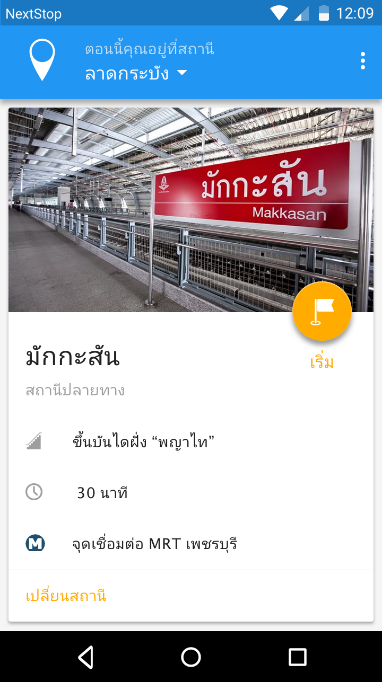 NextStop
12:09
ตอนนี้คุณอยู่ที่สถานี
ลาดกระบัง
มักกะสัน
Makkasan
เริ่ม
มักกะสัน
สถานีปลายทาง
ขึ้นบันไดฝั่ง “พญาไท”
30 นาที
จุดเชื่อมต่อ MRT เพชรบุรี
เปลี่ยนสถานี